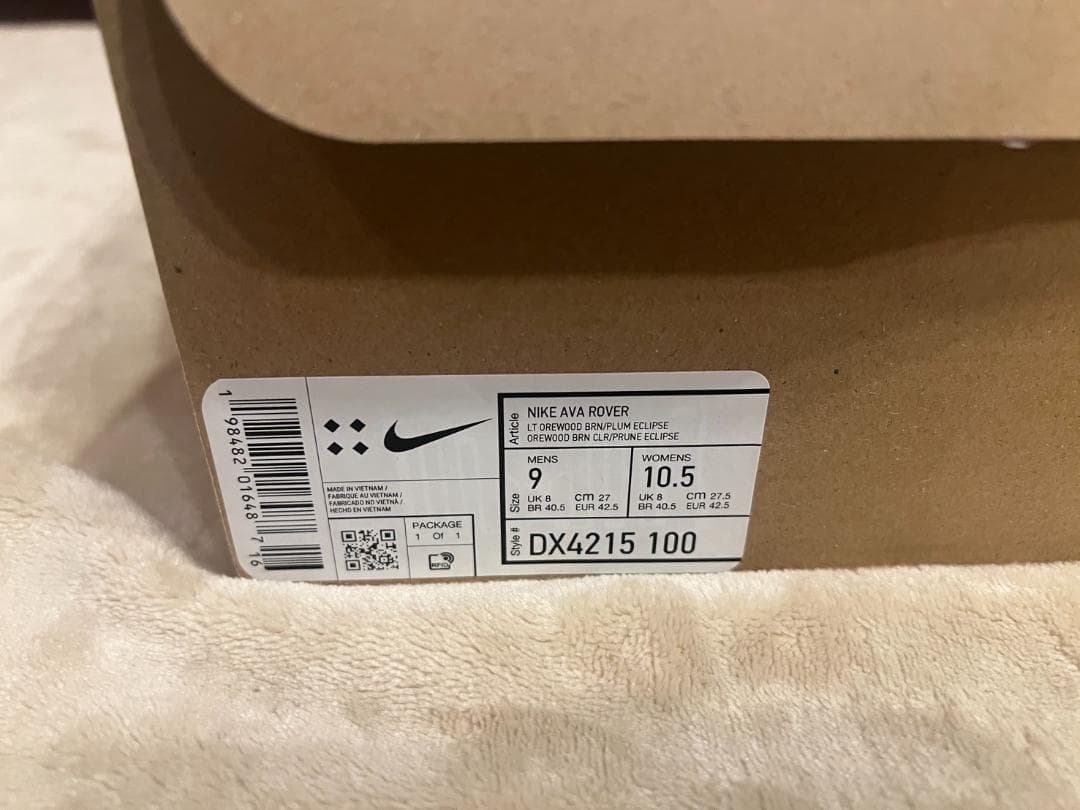 1 98482 01648 7 16
MADE IN VIETNAM /
FABRIQUE AU VIETNAM /
FABRICADO NO VIETNÃ /
HECHO EN VIETNAM
PACKAGE
1 Of 1
RFID
Article
NIKE AVA ROVER
LT OREWOOD BRN/PLUM ECLIPSE
OREWOOD BRN CLR/PRUNE ECLIPSE
Size
MENS
9
UK 8 cm 27
BR 40.5 EUR 42.5
WOMENS
10.5
UK 8 cm 27.5
BR 40.5 EUR 42.5
Style #
DX4215 100